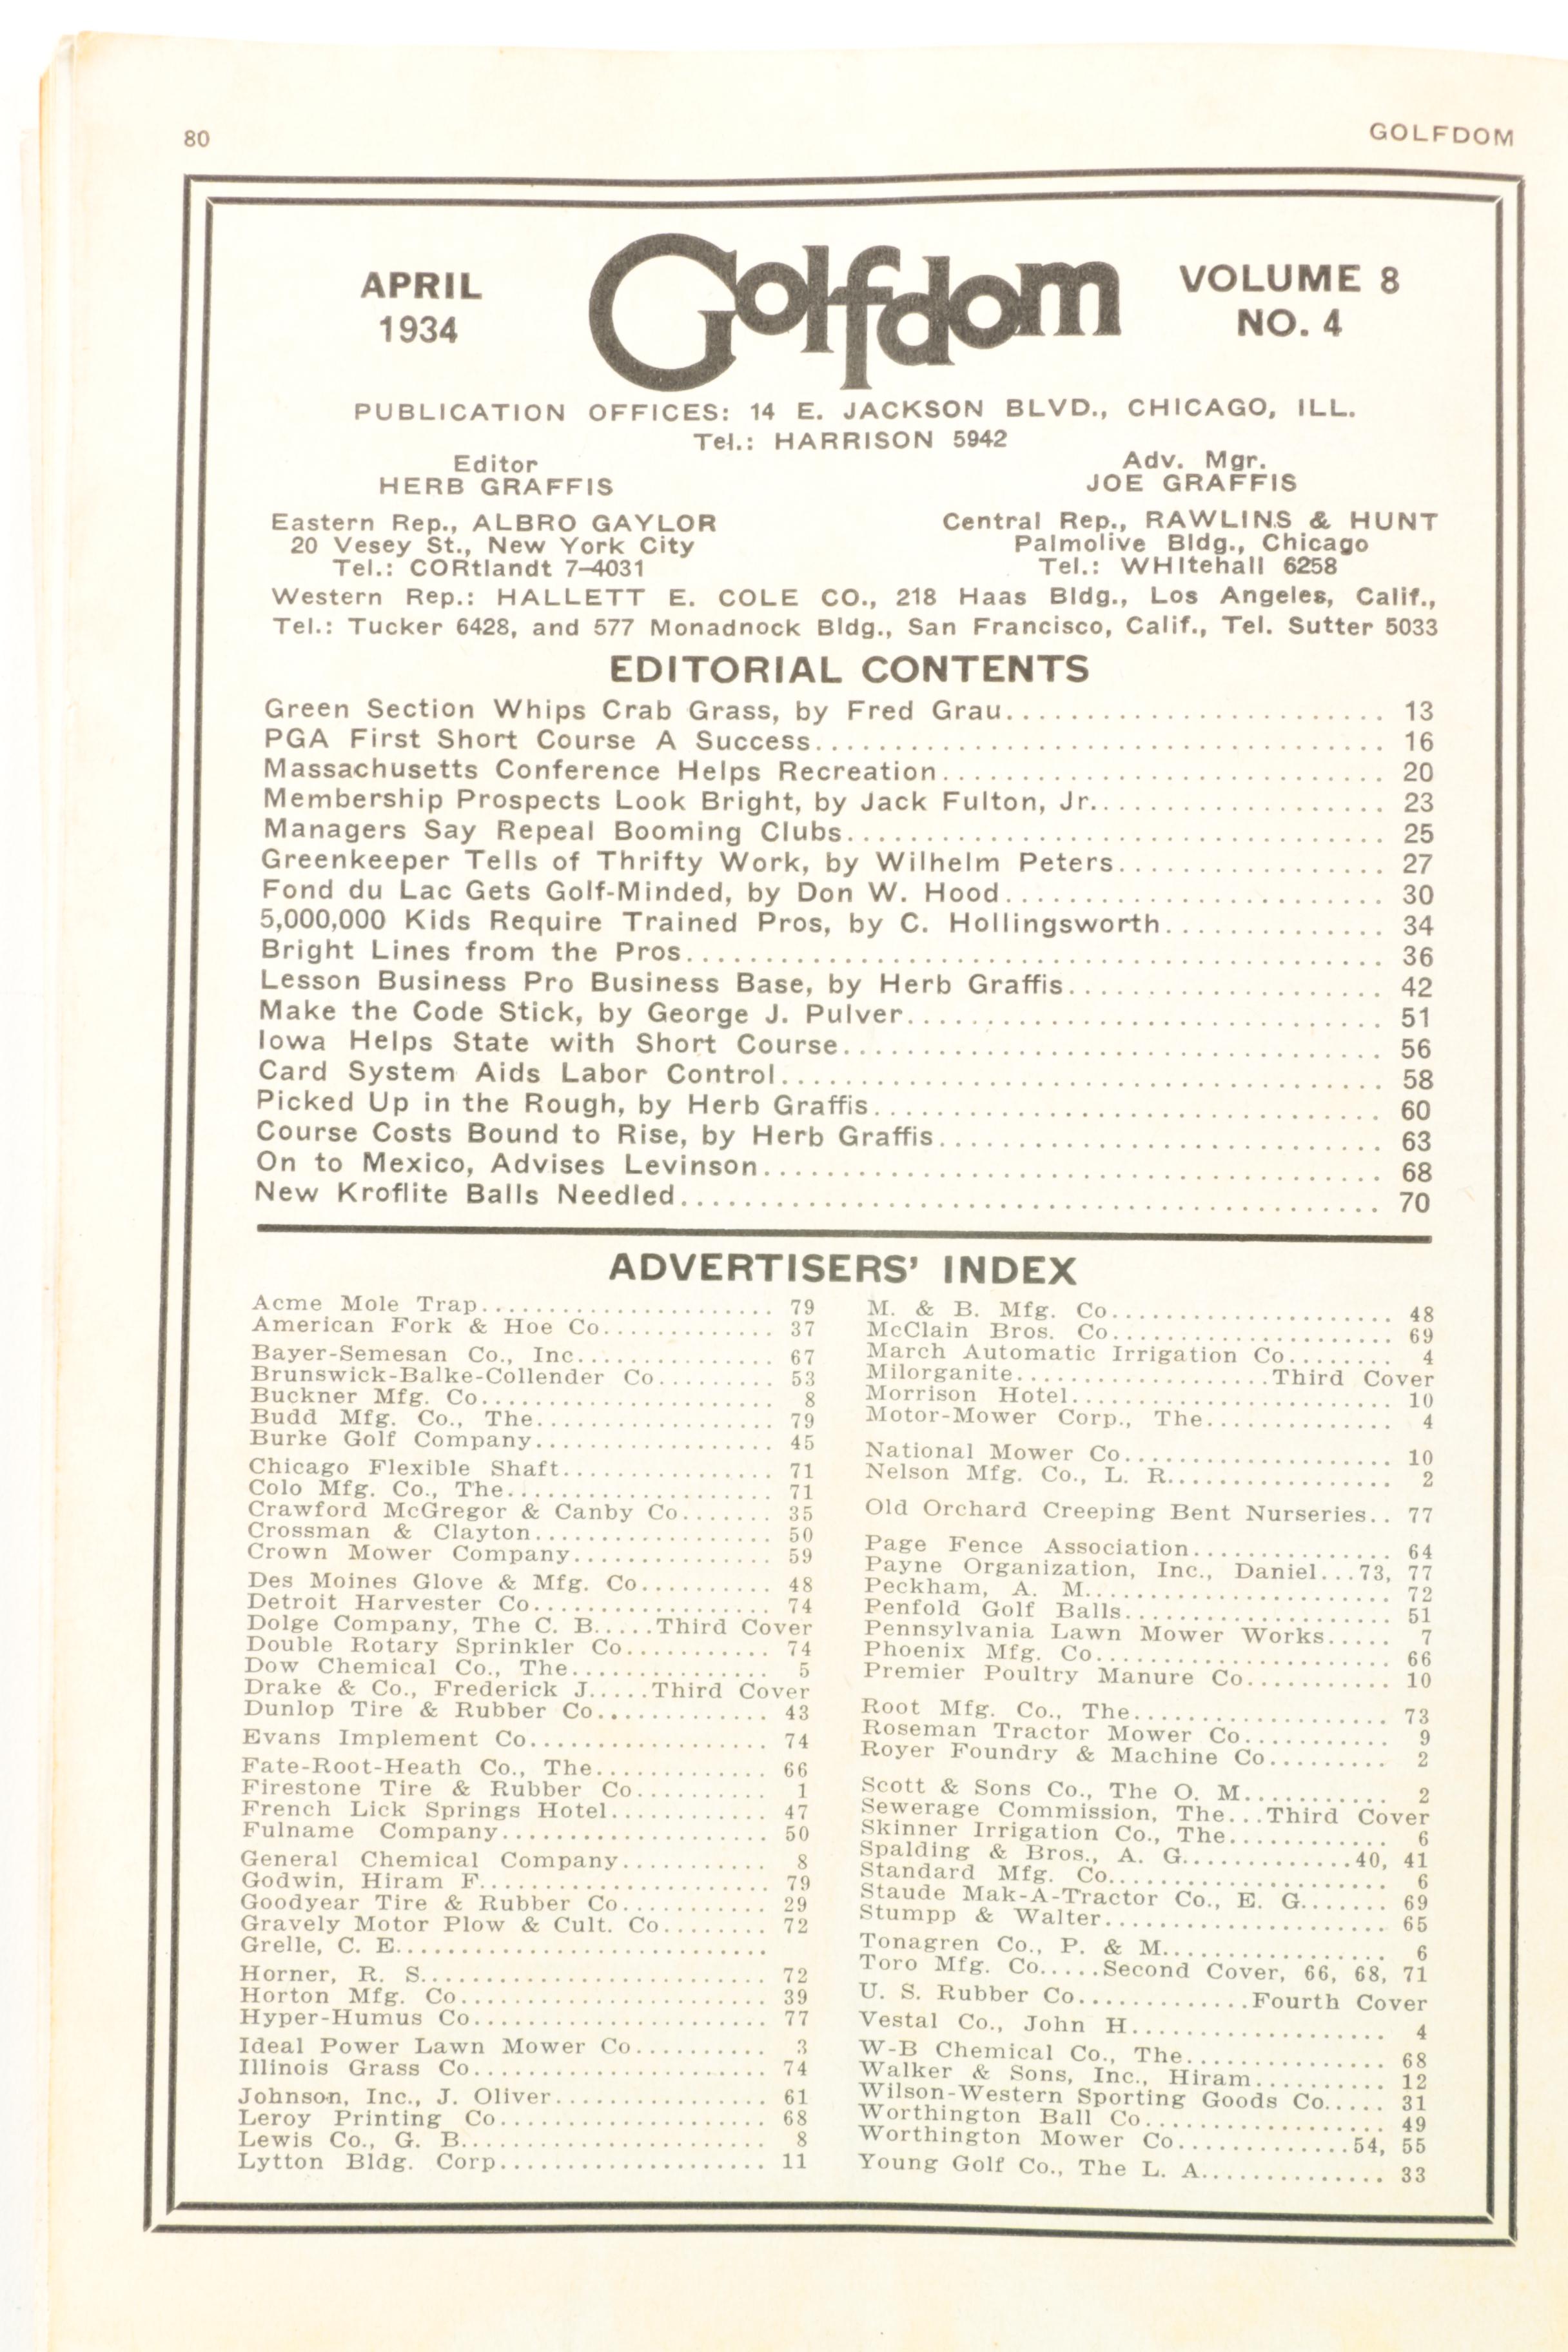 80
GOLFDOM
APRIL
1934
Golfdom
VOLUME 8
NO. 4
PUBLICATION OFFICES: 14 E. JACKSON BLVD., CHICAGO, ILL.
Tel.: HARRISON 5942
Editor
HERB GRAFFIS
Adv. Mgr.
JOE GRAFFIS
Eastern Rep., ALBRO GAYLOR
20 Vesey St., New York City
Tel.: CORtlandt 7-4031
Central Rep., RAWLINS & HUNT
Palmolive Bldg., Chicago
Tel.: WHItehall 6258
Western Rep.: HALLETT E. COLE CO., 218 Haas Bldg., Los Angeles, Calif.,
Tel.: Tucker 6428, and 577 Monadnock Bldg., San Francisco, Calif., Tel. Sutter 5033
EDITORIAL CONTENTS
Green Section Whips Crab Grass, by Fred Grau........................ 13
PGA First Short Course A Success.................................... 16
Massachusetts Conference Helps Recreation............................ 20
Membership Prospects Look Bright, by Jack Fulton, Jr................... 23
Managers Say Repeal Booming Clubs.................................. 25
Greenkeeper Tells of Thrifty Work, by Wilhelm Peters................. 27
Fond du Lac Gets Golf-Minded, by Don W. Hood........................ 30
5,000,000 Kids Require Trained Pros, by C. Hollingsworth.............. 34
Bright Lines from the Pros............................................ 36
Lesson Business Pro Business Base, by Herb Graffis.................... 42
Make the Code Stick, by George J. Pulver.............................. 51
Iowa Helps State with Short Course.................................. 56
Card System Aids Labor Control...................................... 58
Picked Up in the Rough, by Herb Graffis................................ 60
Course Costs Bound to Rise, by Herb Graffis............................ 63
On to Mexico, Advises Levinson....................................... 68
New Kroflite Balls Needled............................................ 70
ADVERTISERS' INDEX
Acme Mole Trap...................... 79
American Fork & Hoe Co............. 37
Bayer-Semesan Co., Inc............... 67
Brunswick-Balke-Collender Co......... 53
Buckner Mfg. Co...................... 8
Budd Mfg. Co., The.................. 79
Burke Golf Company.................. 45
Chicago Flexible Shaft................ 71
Colo Mfg. Co., The.................... 71
Crawford McGregor & Canby Co....... 35
Crossman & Clayton.................. 50
Crown Mower Company............... 59
Des Moines Glove & Mfg. Co.......... 48
Detroit Harvester Co.................. 74
Dolge Company, The C. B.....Third Cover
Double Rotary Sprinkler Co........... 74
Dow Chemical Co., The............... 5
Drake & Co., Frederick J.....Third Cover
Dunlop Tire & Rubber Co............. 43
Evans Implement Co.................. 74
Fate-Root-Heath Co., The............. 66
Firestone Tire & Rubber Co........... 1
French Lick Springs Hotel............ 47
Fulname Company.................... 50
General Chemical Company........... 8
Godwin, Hiram F...................... 79
Goodyear Tire & Rubber Co........... 29
Gravely Motor Plow & Cult. Co........ 72
Grelle, C. E............................
Horner, R. S.......................... 72
Horton Mfg. Co....................... 39
Hyper-Humus Co...................... 77
Ideal Power Lawn Mower Co.......... 3
Illinois Grass Co...................... 74
Johnson, Inc., J. Oliver................ 61
Leroy Printing Co.................... 68
Lewis Co., G. B....................... 8
Lytton Bldg. Corp.................... 11
M. & B. Mfg. Co..................... 48
McClain Bros. Co..................... 69
March Automatic Irrigation Co........ 4
Milorganite...................Third Cover
Morrison Hotel........................ 10
Motor-Mower Corp., The.............. 4
National Mower Co.................... 10
Nelson Mfg. Co., L. R................. 2
Old Orchard Creeping Bent Nurseries.. 77
Page Fence Association............... 64
Payne Organization, Inc., Daniel...73, 77
Peckham, A. M....................... 72
Penfold Golf Balls.................... 51
Pennsylvania Lawn Mower Works..... 7
Phoenix Mfg. Co...................... 66
Premier Poultry Manure Co........... 10
Root Mfg. Co., The................... 73
Roseman Tractor Mower Co........... 9
Royer Foundry & Machine Co......... 2
Scott & Sons Co., The O. M........... 2
Sewerage Commission, The...Third Cover
Skinner Irrigation Co., The............ 6
Spalding & Bros., A. G.............40, 41
Standard Mfg. Co..................... 6
Staude Mak-A-Tractor Co., E. G....... 69
Stumpp & Walter..................... 65
Tonagren Co., P. & M................. 6
Toro Mfg. Co.....Second Cover, 66, 68, 71
U. S. Rubber Co.............Fourth Cover
Vestal Co., John H................... 4
W-B Chemical Co., The............... 68
Walker & Sons, Inc., Hiram.......... 12
Wilson-Western Sporting Goods Co..... 31
Worthington Ball Co.................. 49
Worthington Mower Co.............54, 55
Young Golf Co., The L. A.............. 33